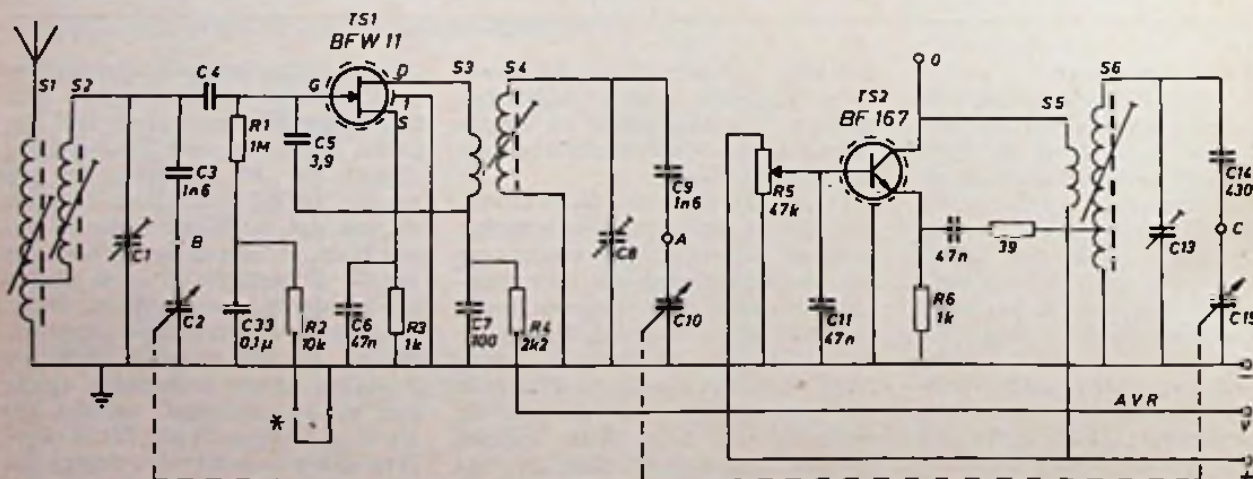 TS1
BFW 11
S1
S2
C4
G
D
S
S3
S4
R1
1M
C3
1n6
C5
3,9
B
C1
C2
C33
0,1µ
R2
10k
C6
47n
R3
1k
C7
100
R4
2k2
C8
C9
1n6
A
C10
*
TS2
BF 167
O
R5
47k
C11
47n
47n
39
R6
1k
S5
S6
C13
C14
430
C
C15
AVR
V
+